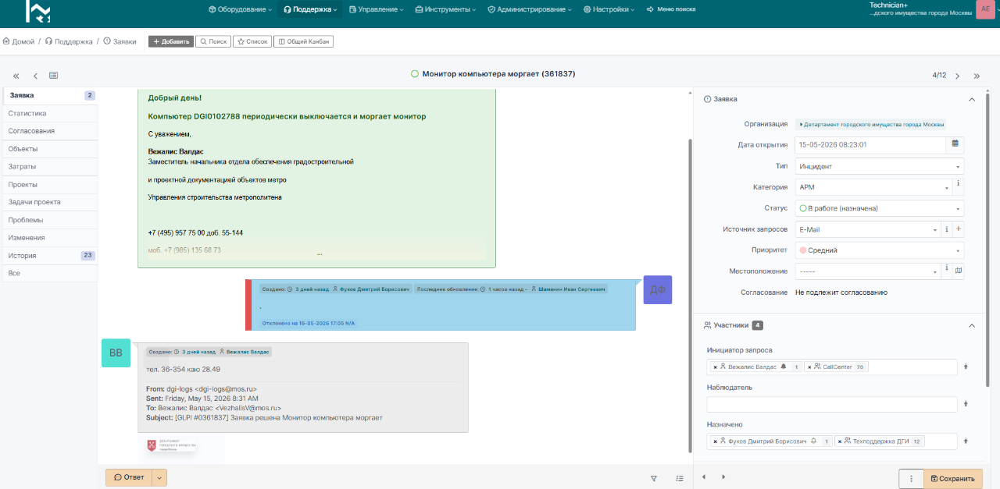 Оборудование
Поддержка
Управление
Инструменты
Администрирование
Настройки
Меню поиска
Technician+
...дского имущества города Москвы
AE
Домой / Поддержка / Заявки
+ Добавить
Поиск
Список
Общий Канбан
Монитор компьютера моргает (361837)
4/12
Заявка 2
Статистика
Согласования
Объекты
Затраты
Проекты
Задачи проекта
Проблемы
Изменения
История 23
Все
Добрый день!
Компьютер DGI0102788 периодически выключается и моргает монитор
С уважением,
Вежалис Валдас
Заместитель начальника отдела обеспечения градостроительной
и проектной документацией объектов метро
Управления строительства метрополитена
+7 (495) 957 75 00 доб. 55-144
моб. +7 (985) 135 68 73
...
Создано: 3 дней назад Фуков Дмитрий Борисович Последнее обновление: 1 часов назад - Шаманин Иван Сергеевич
.
Отклонено на 15-05-2026 17:05 N/A
ДФ
ВВ
Создано: 3 дней назад Вежалис Валдас
тел. 36-354 каю 28.49
From: dgi-logs <dgi-logs@mos.ru>
Sent: Friday, May 15, 2026 8:31 AM
To: Вежалис Валдас <VezhalisV@mos.ru>
Subject: [GLPI #0361837] Заявка решена Монитор компьютера моргает
ДЕПАРТАМЕНТ
ГОРОДСКОГО ИМУЩЕСТВА
города Москвы
Ответ
Заявка
Организация
Департамент городского имущества города Москвы
Дата открытия
15-05-2026 08:23:01
Тип
Инцидент
Категория
АРМ
Статус
В работе (назначена)
Источник запросов
E-Mail
Приоритет
Средний
Местоположение
-----
Согласование
Не подлежит согласованию
Участники 4
Инициатор запроса
× Вежалис Валдас 1 × CallCenter 70
Наблюдатель
Назначено
× Фуков Дмитрий Борисович 1 × Техподдержка ДГИ 12
Сохранить